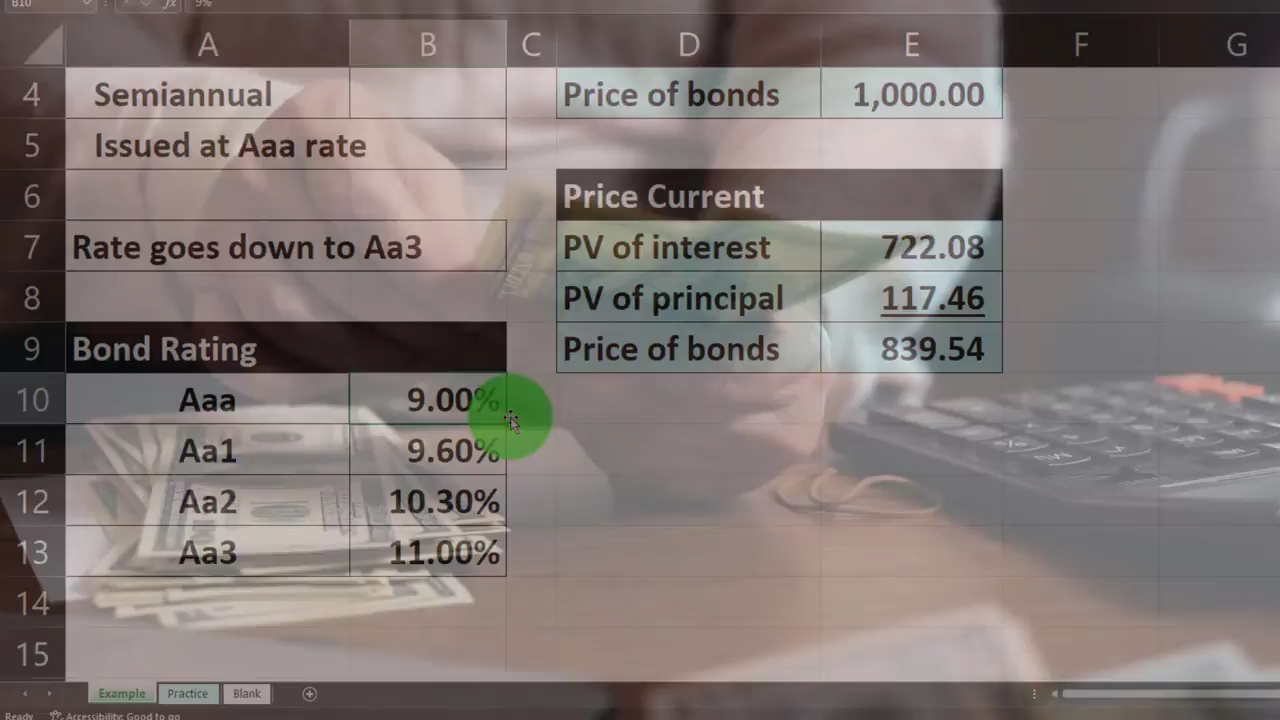 B10 fx 9%
A B C D E F G
4 Semiannual Price of bonds 1,000.00
5 Issued at Aaa rate
6 Price Current
7 Rate goes down to Aa3 PV of interest 722.08
8 PV of principal 117.46
9 Bond Rating Price of bonds 839.54
10 Aaa 9.00%
11 Aa1 9.60%
12 Aa2 10.30%
13 Aa3 11.00%
14
15
Example Practice Blank
Ready Accessibility: Good to go